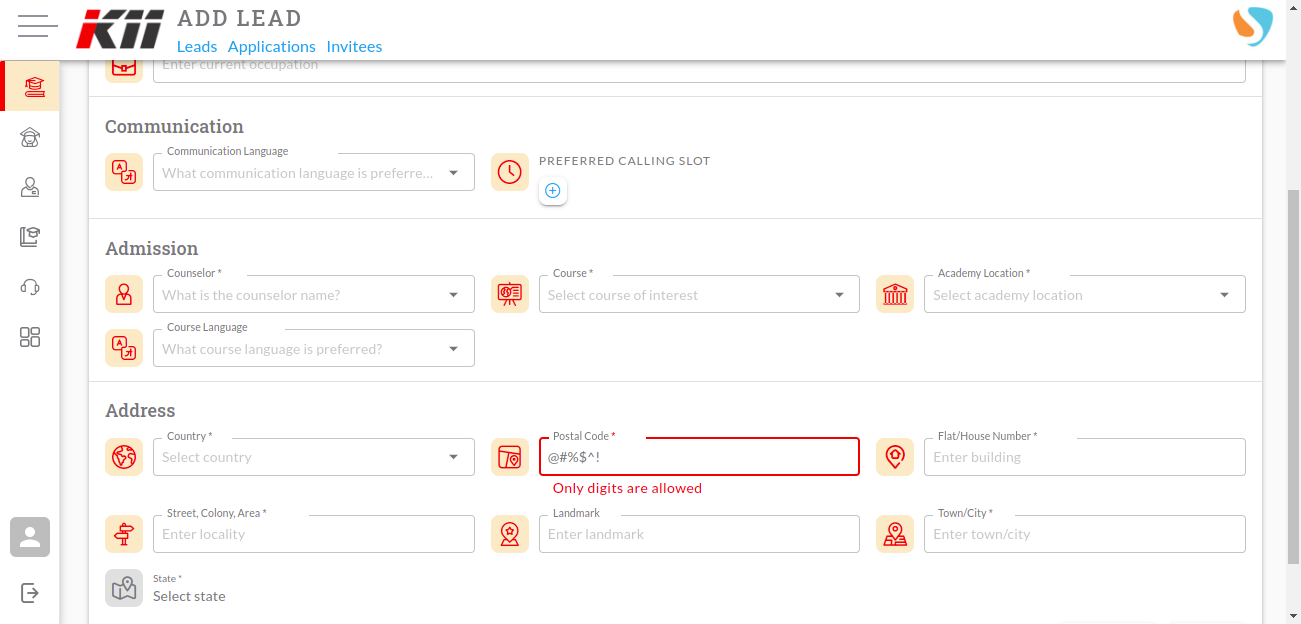 KII
ADD LEAD
Leads Applications Invitees
Enter current occupation
Communication
Communication Language
What communication language is preferre...
PREFERRED CALLING SLOT
Admission
Counselor *
What is the counselor name?
Course *
Select course of interest
Academy Location *
Select academy location
Course Language
What course language is preferred?
Address
Country *
Select country
Postal Code *
@#%$^!
Only digits are allowed
Flat/House Number *
Enter building
Street, Colony, Area *
Enter locality
Landmark
Enter landmark
Town/City *
Enter town/city
State *
Select state